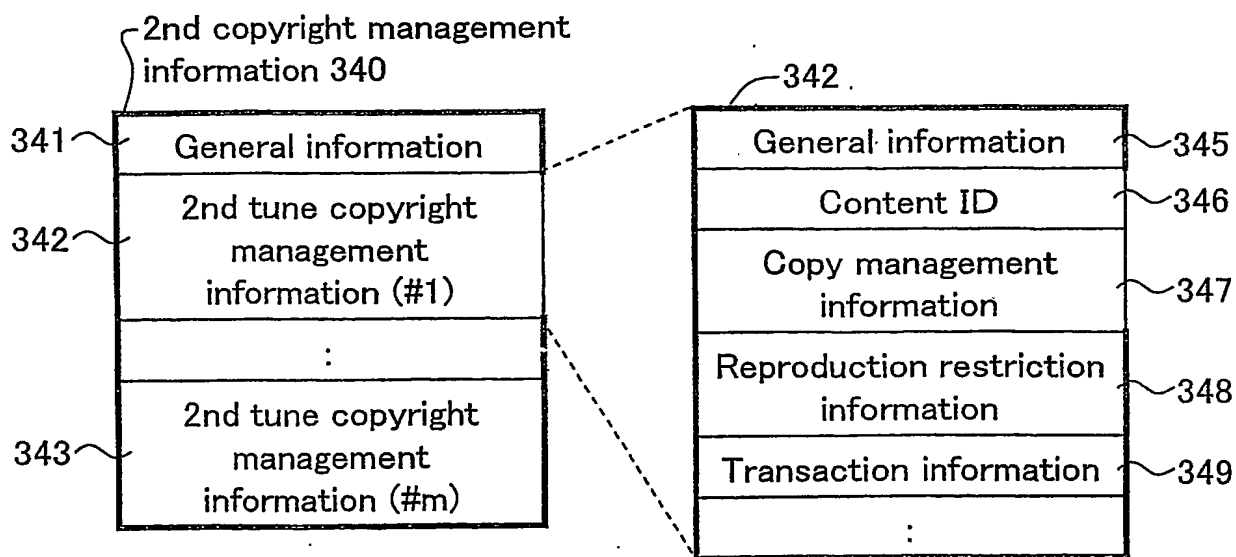 2nd copyright management
information 340
341
General information
342
2nd tune copyright
management
information (#1)
:
343
2nd tune copyright
management
information (#m)
342
General information
345
Content ID
346
Copy management
information
347
Reproduction restriction
information
348
Transaction information
349
: